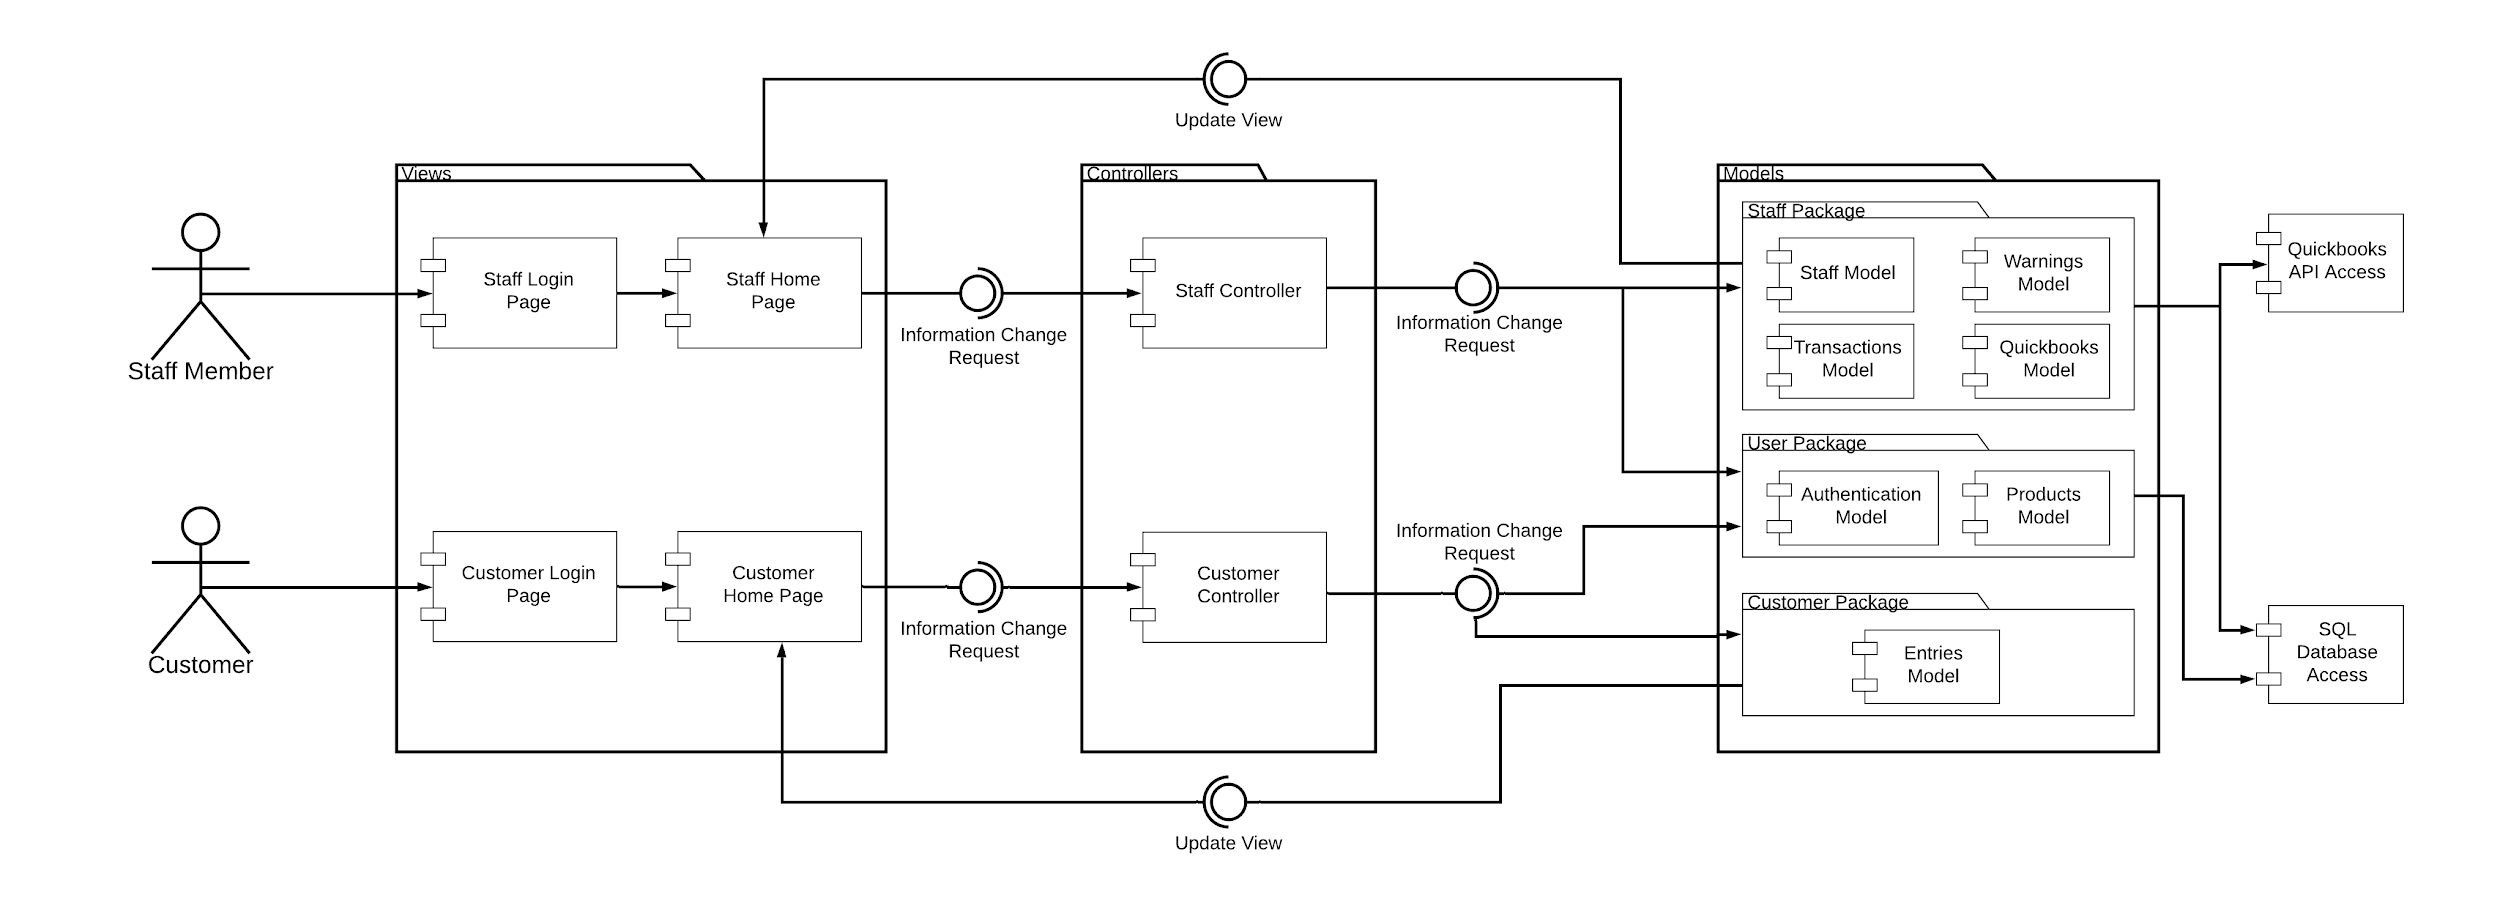 Update View
Views
Controllers
Models
Staff Package
Staff Member
Staff Login
Page
Staff Home
Page
Information Change
Request
Staff Controller
Information Change
Request
Staff Model
Warnings
Model
Transactions
Model
Quickbooks
Model
Quickbooks
API Access
User Package
Authentication
Model
Products
Model
Customer
Customer Login
Page
Customer
Home Page
Information Change
Request
Customer
Controller
Information Change
Request
Customer Package
Entries
Model
SQL
Database
Access
Update View